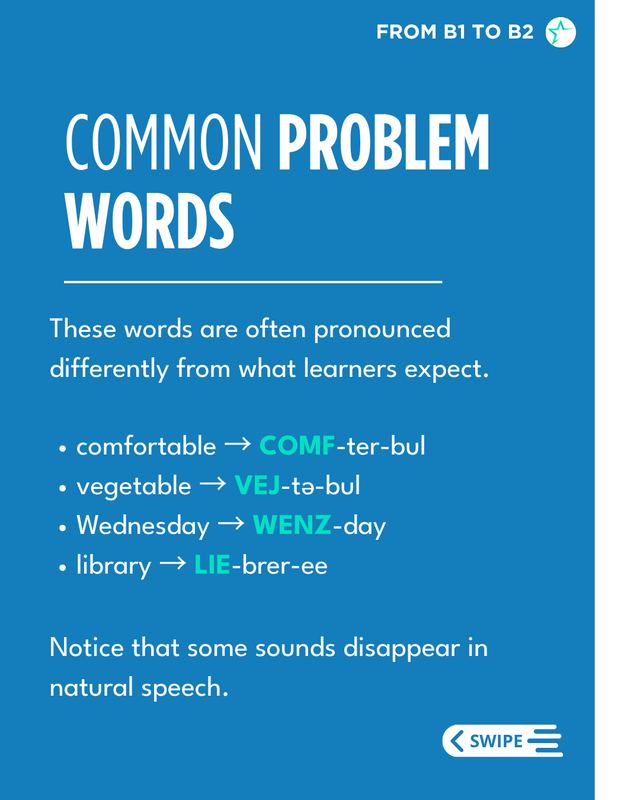 FROM B1 TO B2
COMMON PROBLEM
WORDS
These words are often pronounced
differently from what learners expect.
• comfortable → COMF-ter-bul
• vegetable → VEJ-tə-bul
• Wednesday → WENZ-day
• library → LIE-brer-ee
Notice that some sounds disappear in
natural speech.
SWIPE